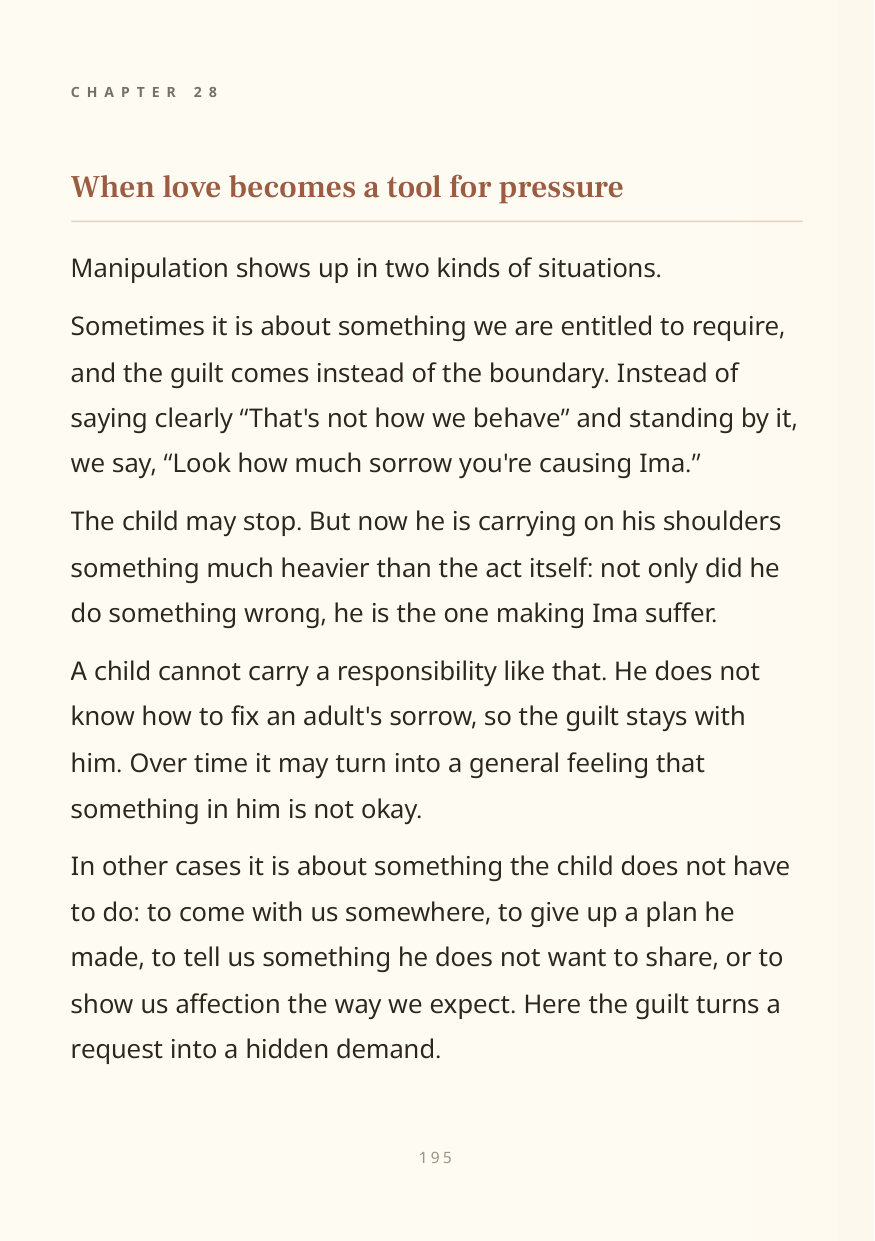 CHAPTER 28
When love becomes a tool for pressure
Manipulation shows up in two kinds of situations.
Sometimes it is about something we are entitled to require,
and the guilt comes instead of the boundary. Instead of
saying clearly “That's not how we behave” and standing by it,
we say, “Look how much sorrow you're causing Ima.”
The child may stop. But now he is carrying on his shoulders
something much heavier than the act itself: not only did he
do something wrong, he is the one making Ima suffer.
A child cannot carry a responsibility like that. He does not
know how to fix an adult's sorrow, so the guilt stays with
him. Over time it may turn into a general feeling that
something in him is not okay.
In other cases it is about something the child does not have
to do: to come with us somewhere, to give up a plan he
made, to tell us something he does not want to share, or to
show us affection the way we expect. Here the guilt turns a
request into a hidden demand.
195